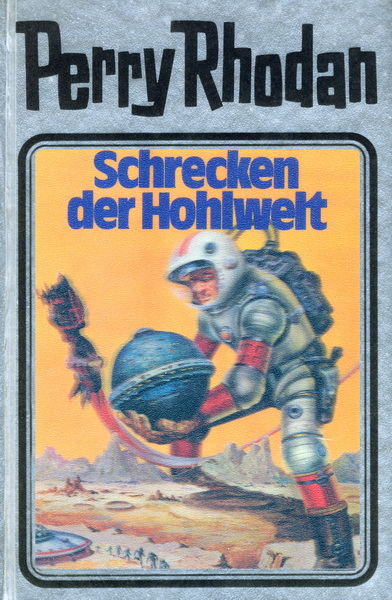 Perry Rhodan
Schrecken
der Hohlwelt